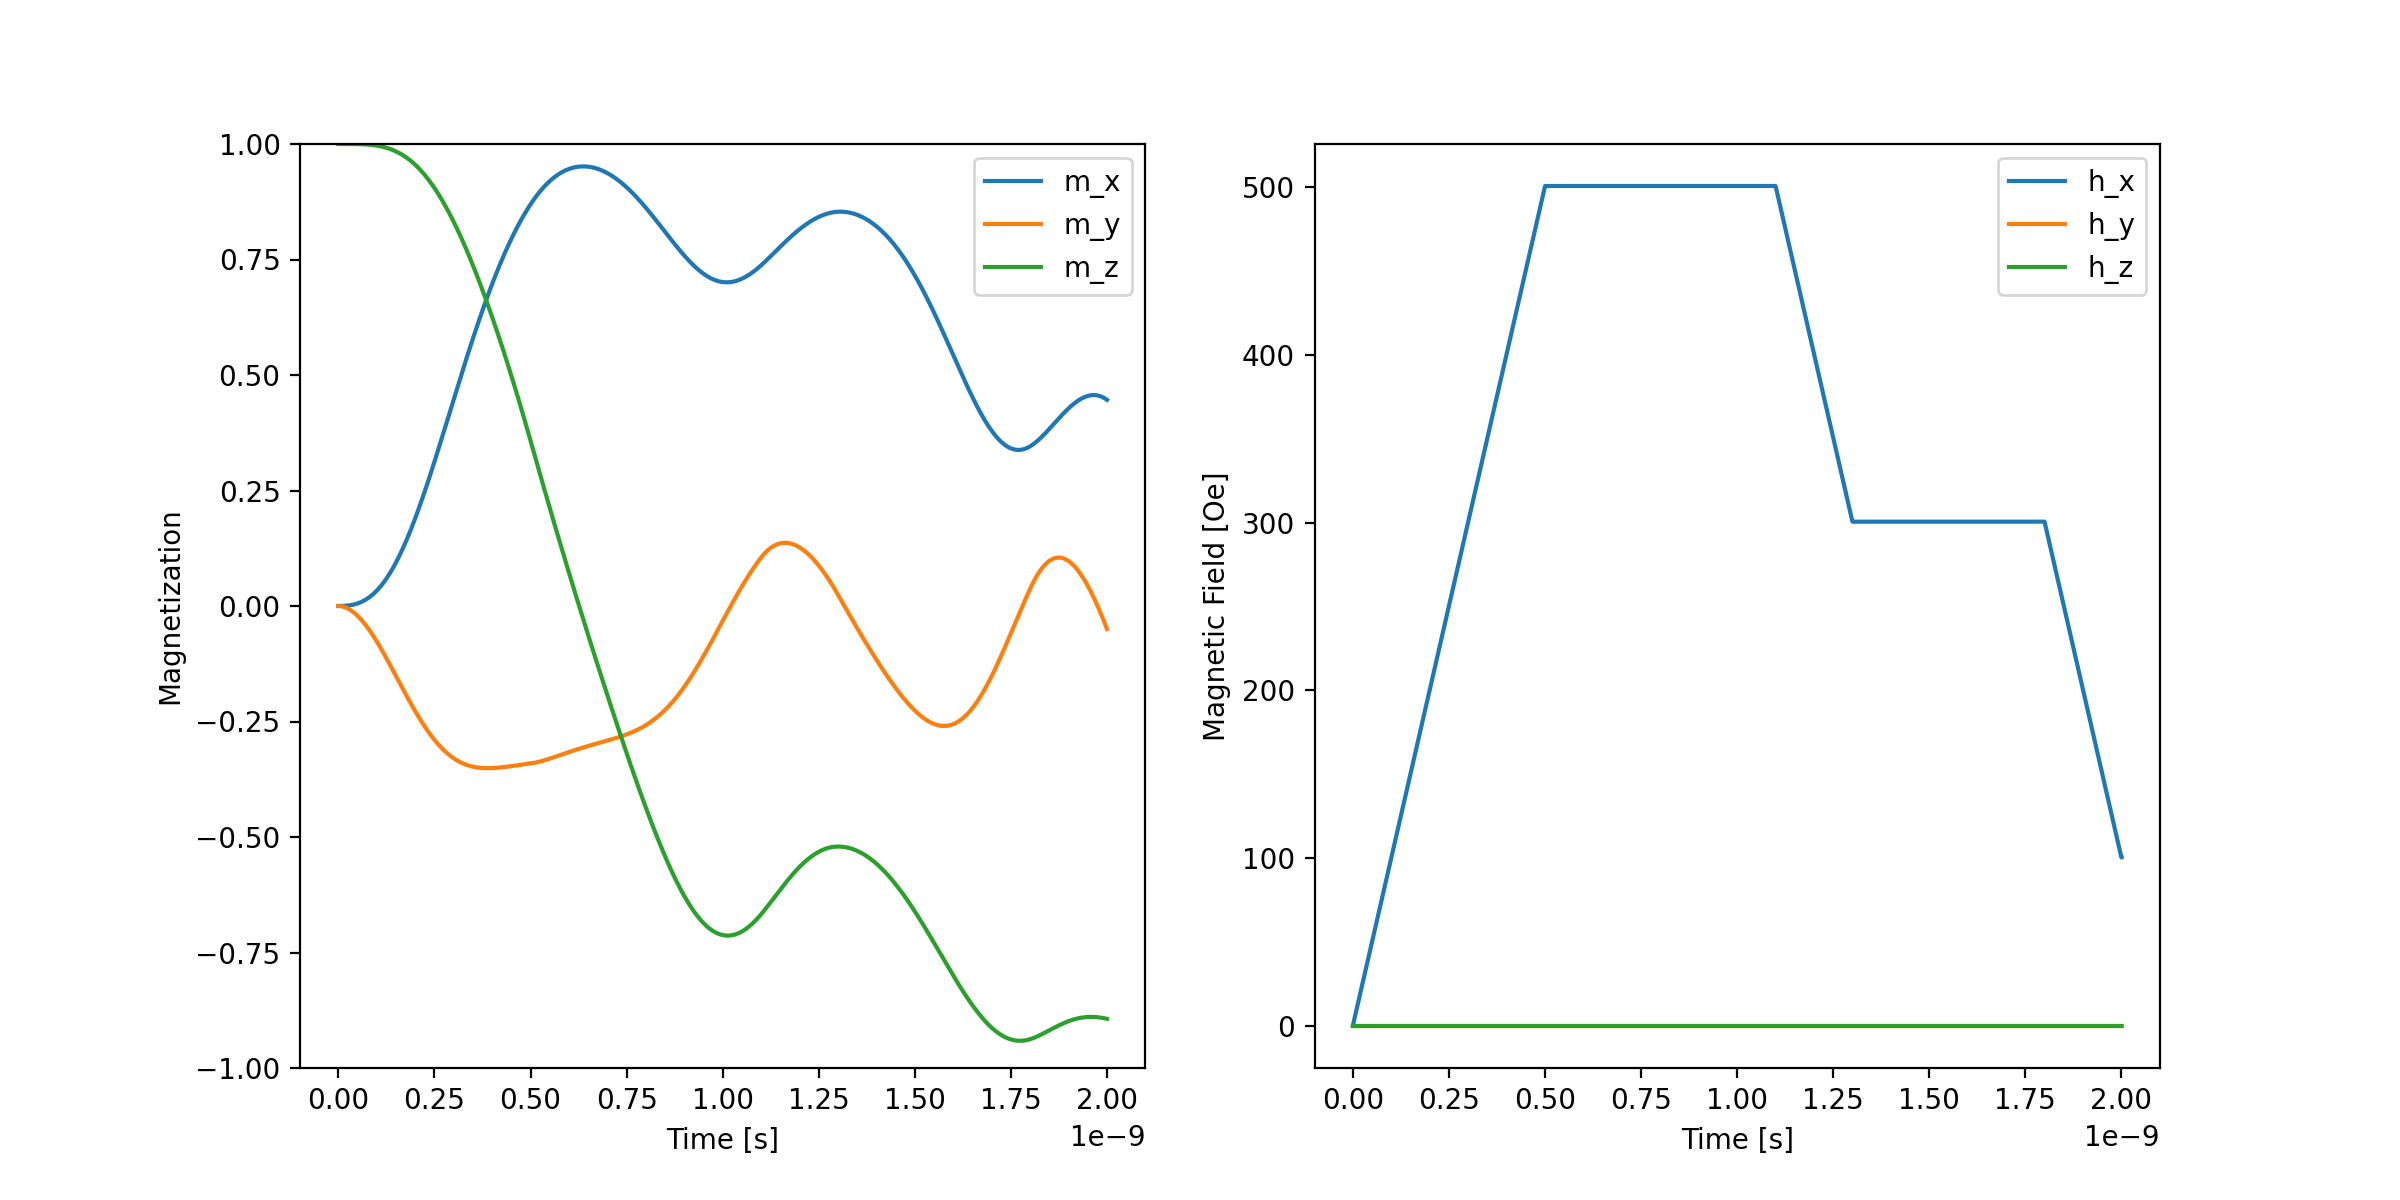 1.00
0.75
0.50
0.25
0.00
−0.25
−0.50
−0.75
−1.00
Magnetization
m_x
m_y
m_z
0.00 0.25 0.50 0.75 1.00 1.25 1.50 1.75 2.00
Time [s]
1e−9
500
400
300
200
100
0
Magnetic Field [Oe]
h_x
h_y
h_z
0.00 0.25 0.50 0.75 1.00 1.25 1.50 1.75 2.00
Time [s]
1e−9